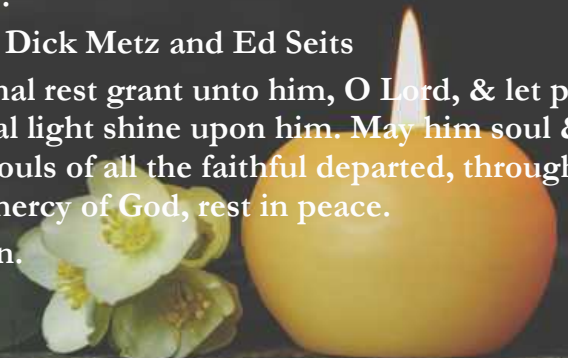 .
Dick Metz and Ed Seits
nal rest grant unto him, O Lord, & let p
al light shine upon him. May him soul &
ouls of all the faithful departed, through
mercy of God, rest in peace.
n.